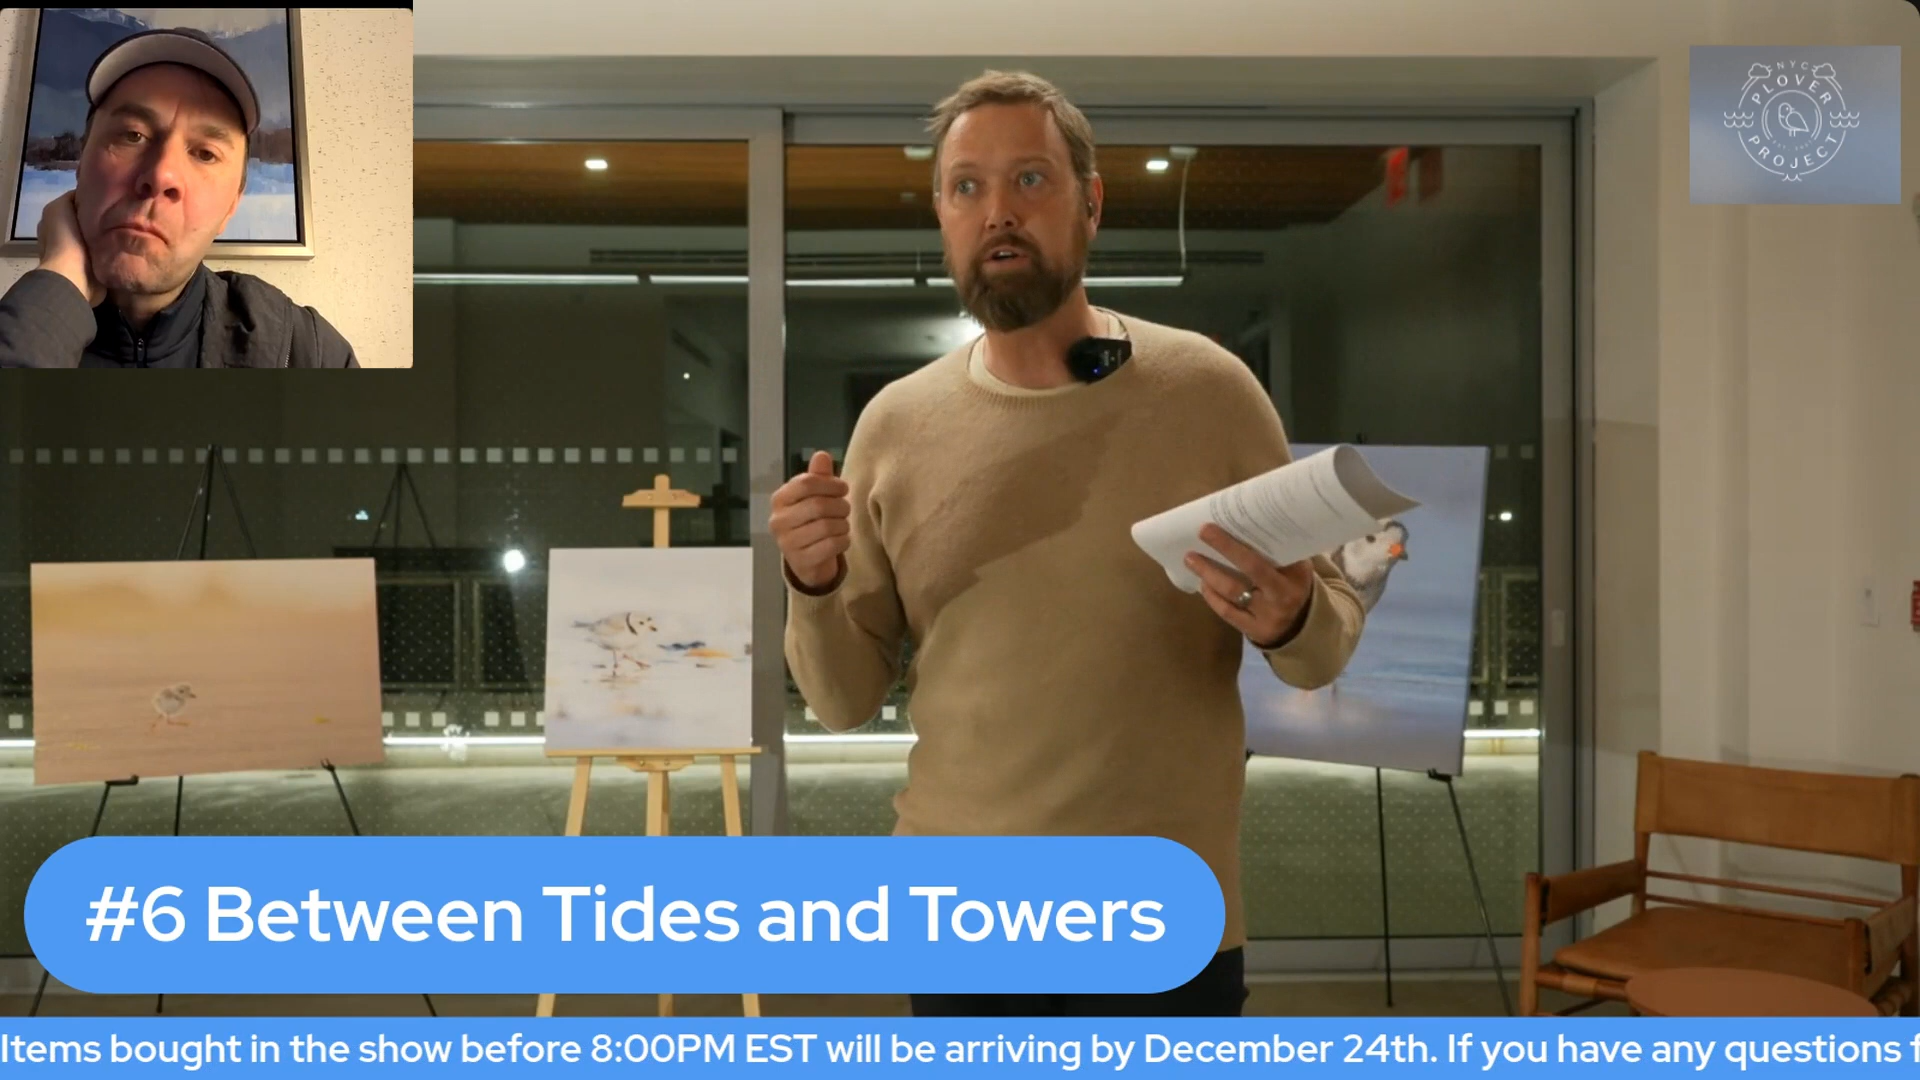 NYC
PLOVER
PROJECT
#6 Between Tides and Towers
Items bought in the show before 8:00PM EST will be arriving by December 24th. If you have any questions f